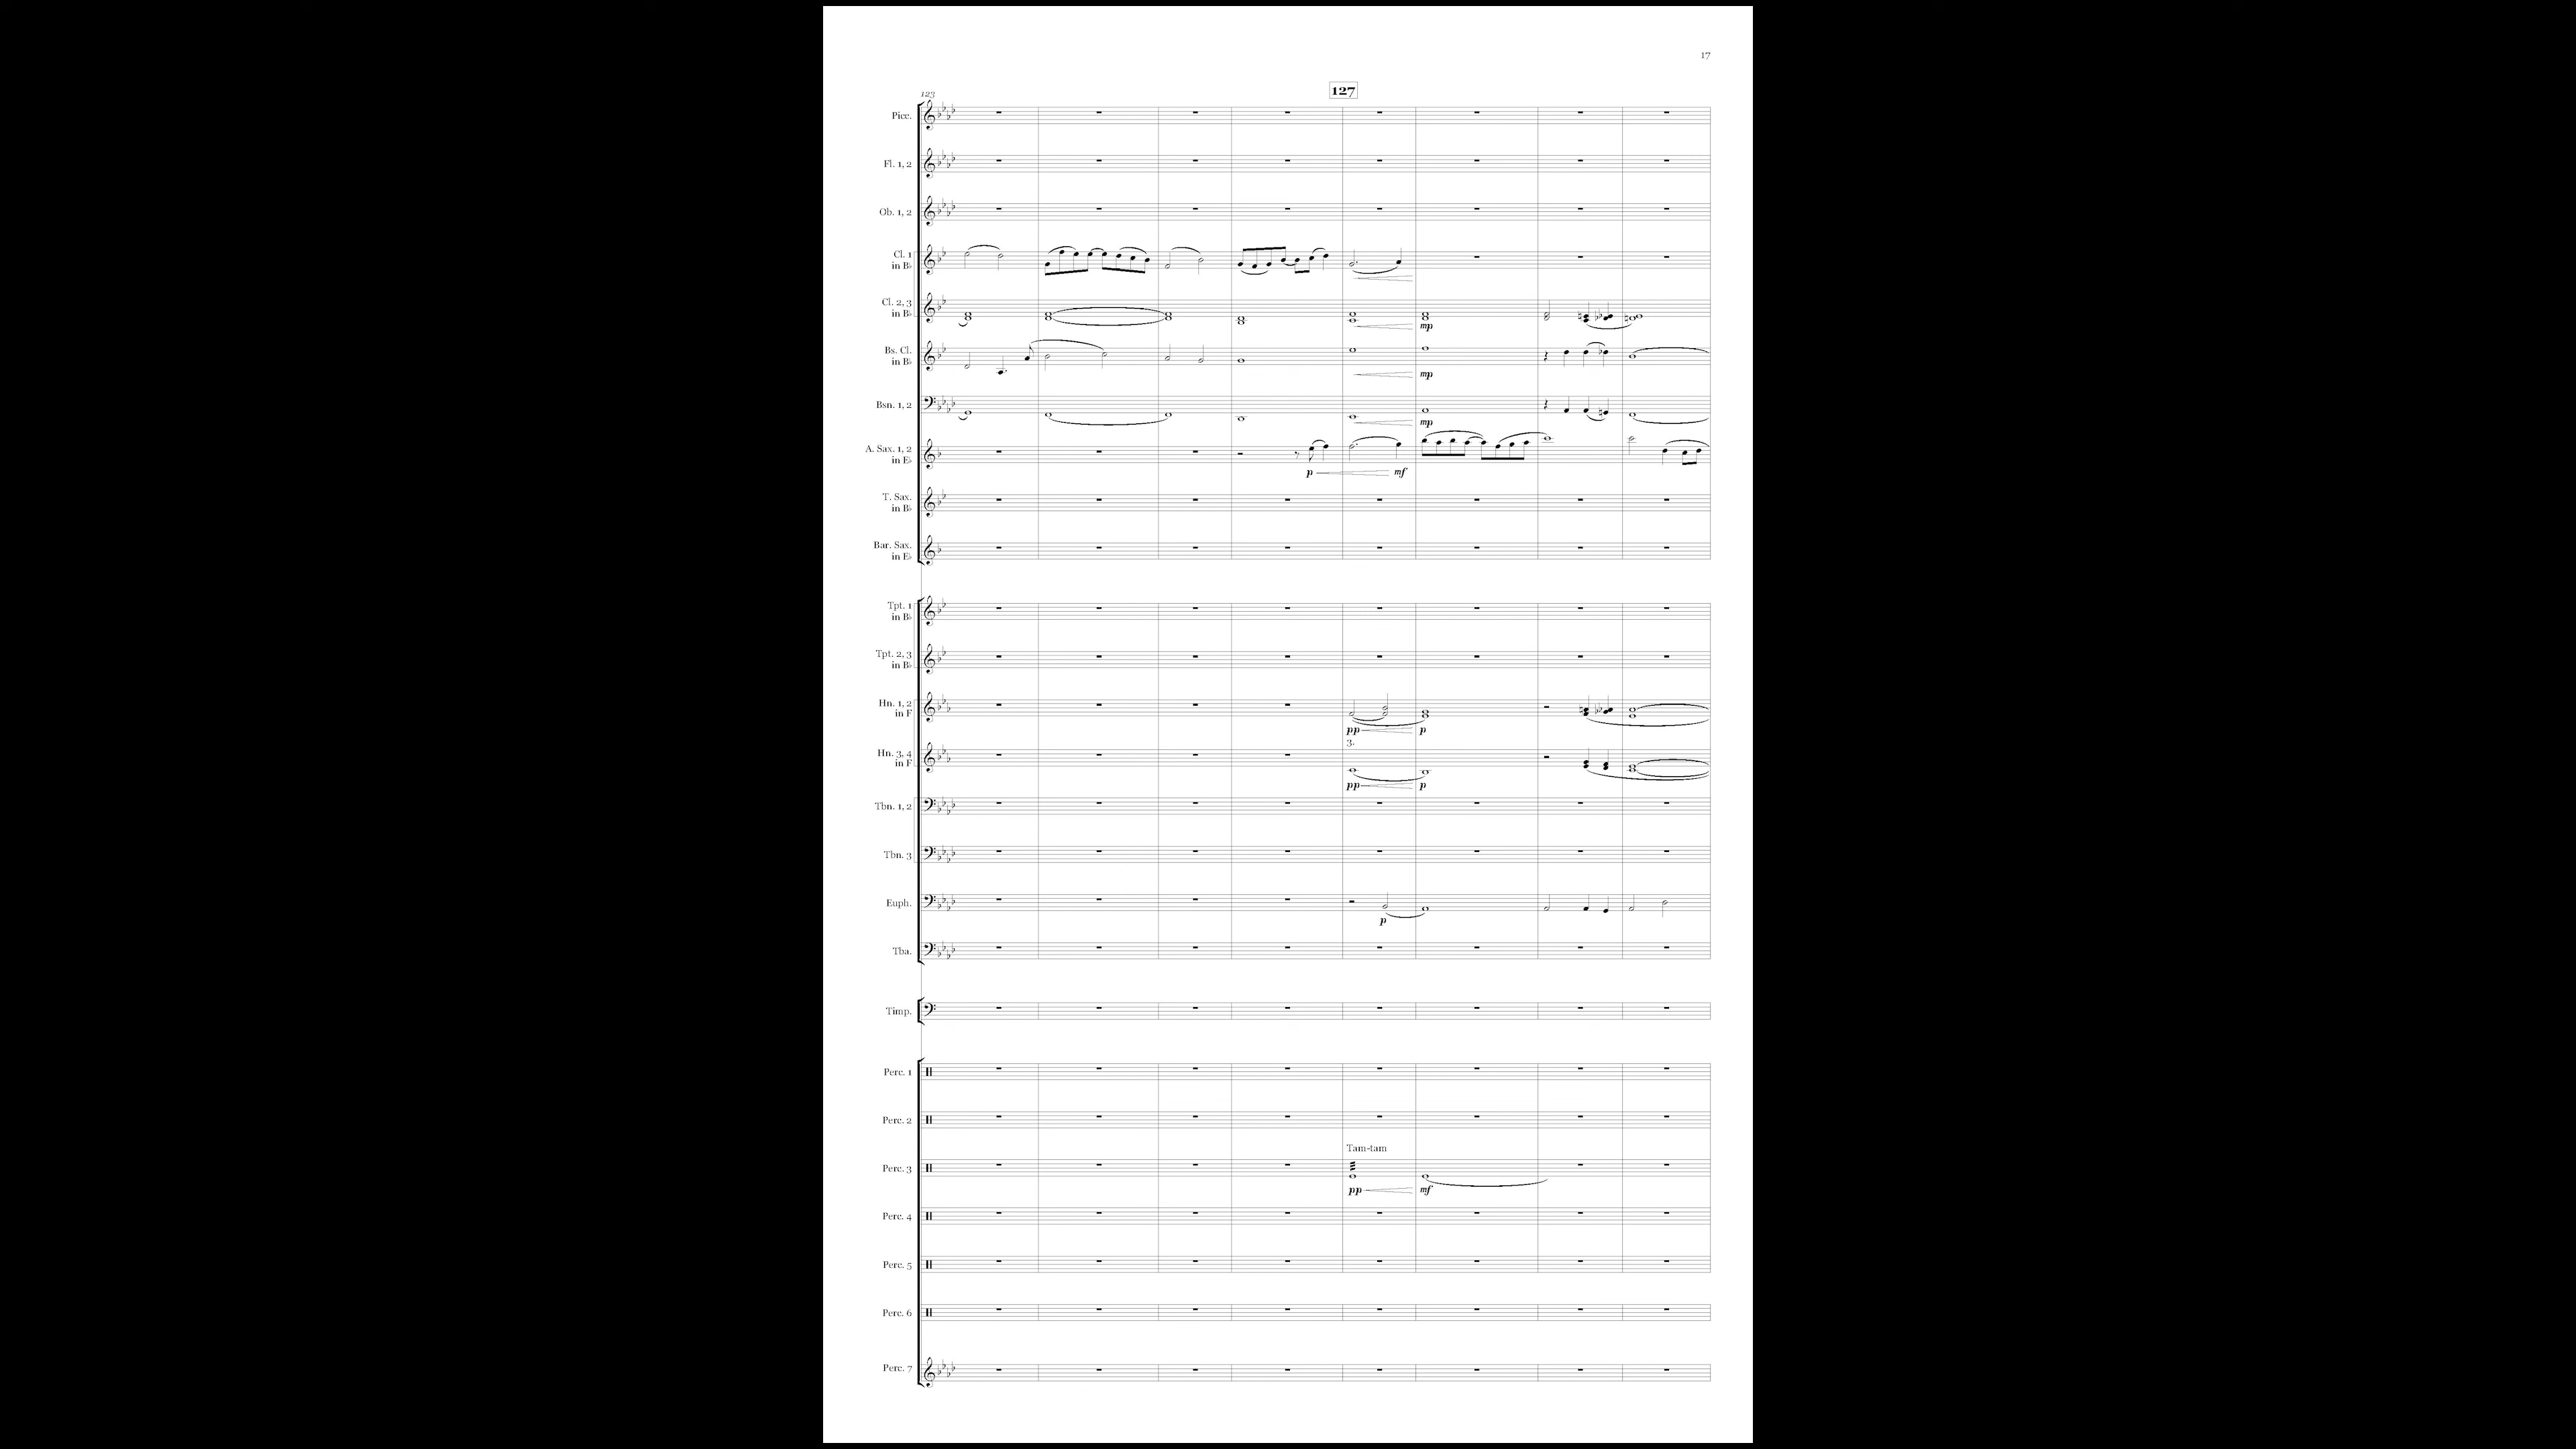 17
127
123
Picc.
Fl. 1, 2
Ob. 1, 2
Cl. 1
in B♭
Cl. 2, 3
in B♭
mp
Bs. Cl.
in B♭
mp
Bsn. 1, 2
mp
A. Sax. 1, 2
in E♭
p mf
T. Sax.
in B♭
Bar. Sax.
in E♭
Tpt. 1
in B♭
Tpt. 2, 3
in B♭
Hn. 1, 2
in F
pp p
3.
Hn. 3, 4
in F
pp p
Tbn. 1, 2
Tbn. 3
Euph.
p
Tba.
Timp.
Perc. 1
Perc. 2
Tam-tam
Perc. 3
pp mf
Perc. 4
Perc. 5
Perc. 6
Perc. 7